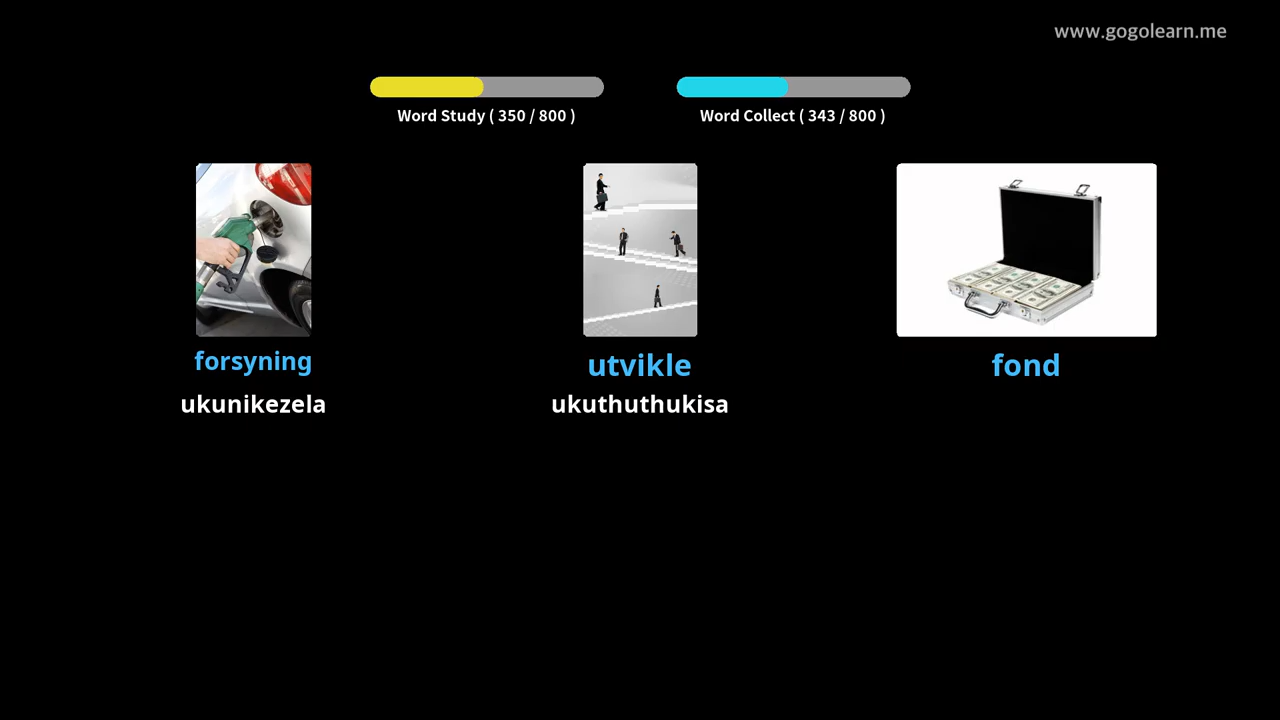 www.gogolearn.me
Word Study ( 350 / 800 )
Word Collect ( 343 / 800 )
forsyning
utvikle
fond
ukunikezela
ukuthuthukisa